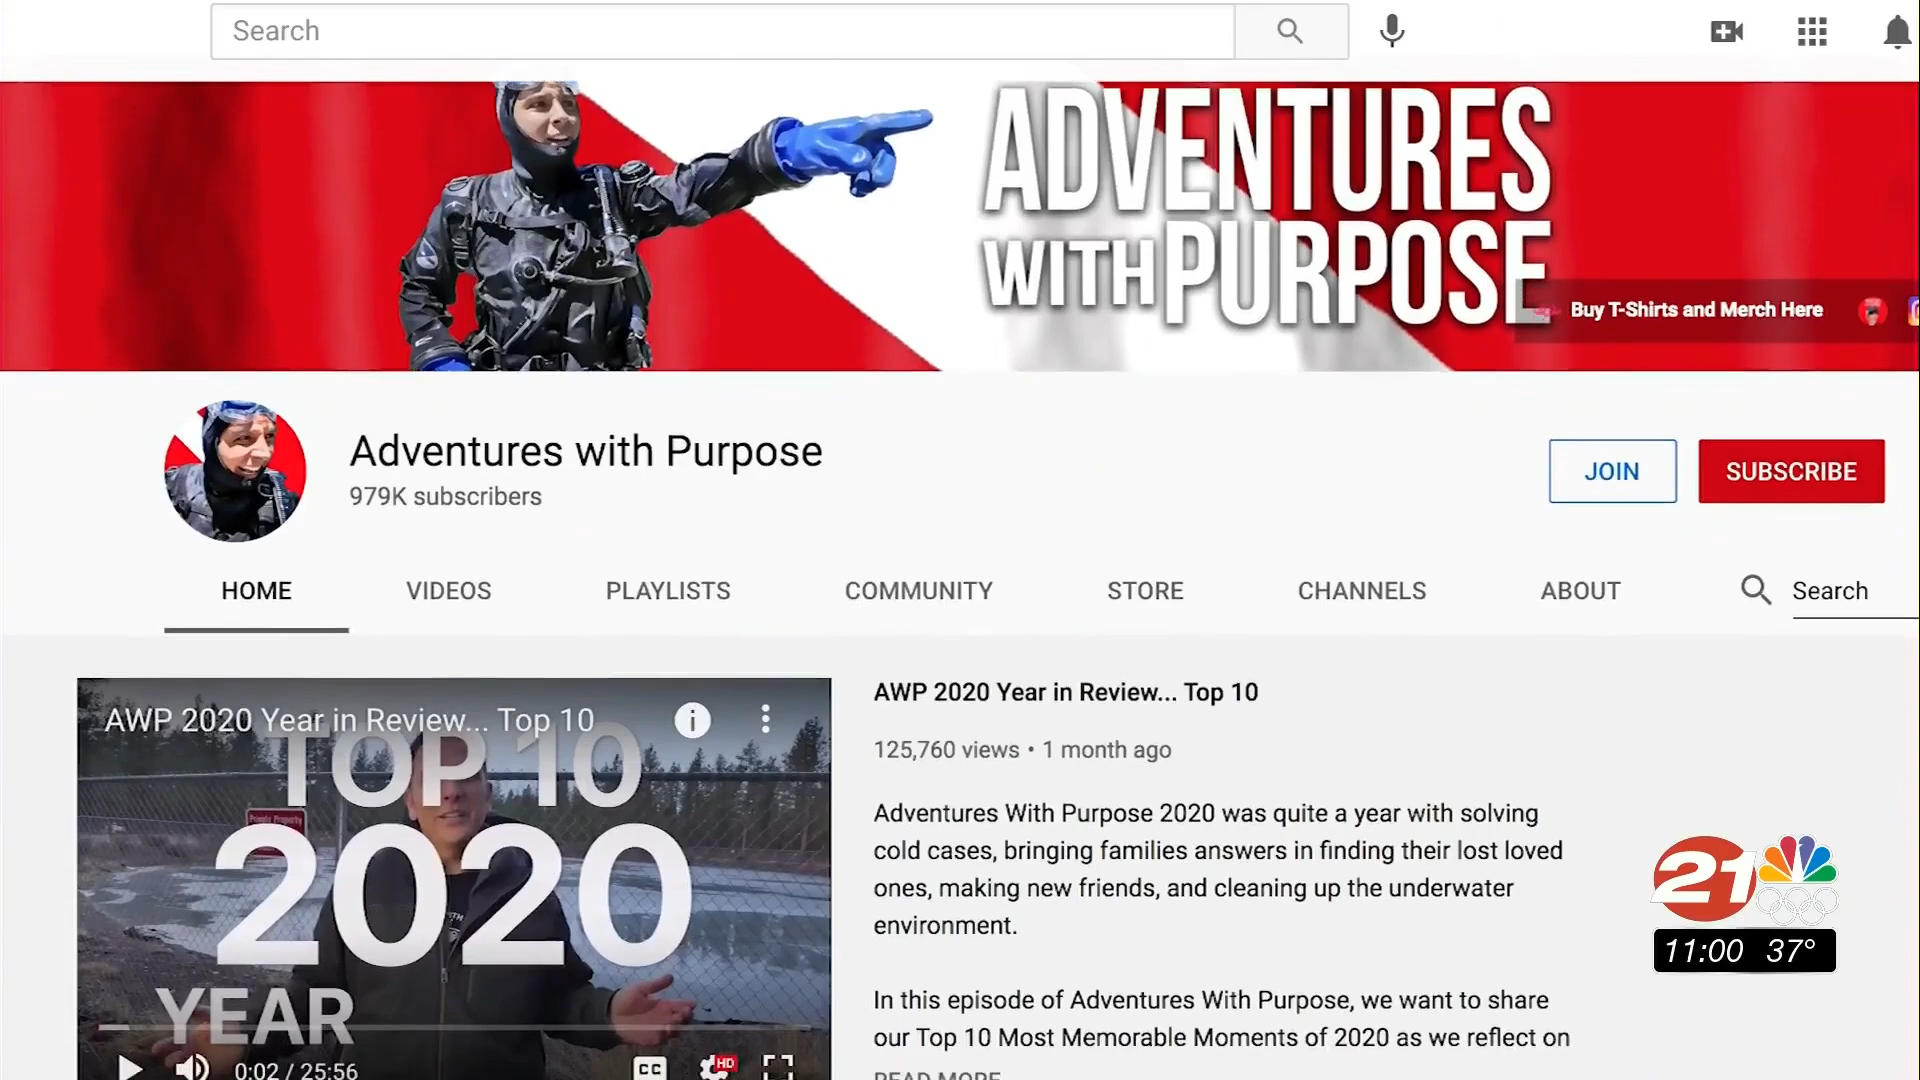 Search
ADVENTURES
WITH PURPOSE
Buy T-Shirts and Merch Here
Adventures with Purpose
979K subscribers
JOIN
SUBSCRIBE
HOME
VIDEOS
PLAYLISTS
COMMUNITY
STORE
CHANNELS
ABOUT
Search
AWP 2020 Year in Review... Top 10
TOP 10
Private Property
2020
YEAR
0:02 / 25:56
CC
HD
AWP 2020 Year in Review... Top 10
125,760 views • 1 month ago
Adventures With Purpose 2020 was quite a year with solving
cold cases, bringing families answers in finding their lost loved
ones, making new friends, and cleaning up the underwater
environment.
In this episode of Adventures With Purpose, we want to share
our Top 10 Most Memorable Moments of 2020 as we reflect on
READ MORE
21
11:00 37°